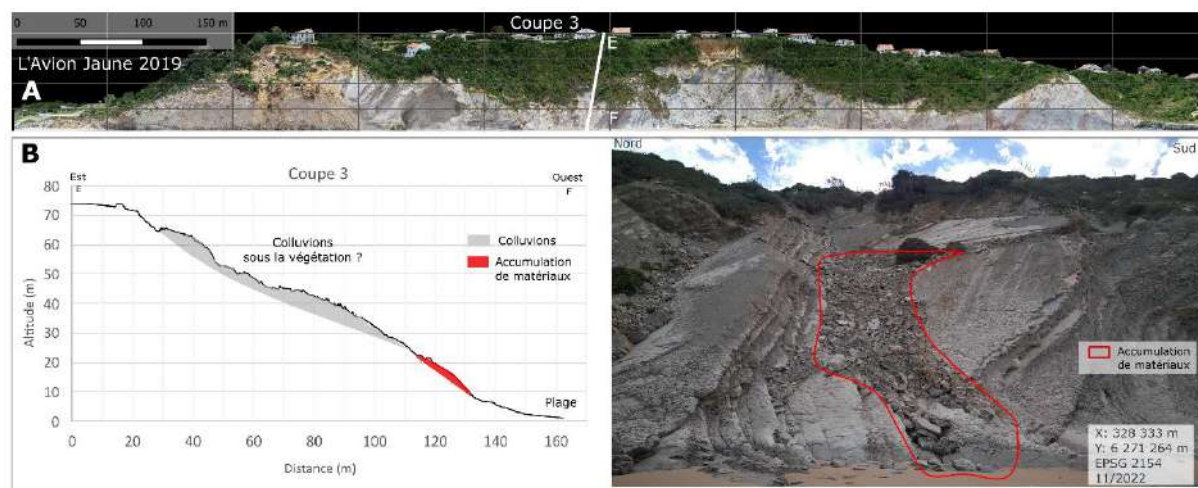 0 50 100 150 m
Coupe 3
E
L'Avion Jaune 2019
A
F
B
Coupe 3
Est
E
Ouest
F
80
70
60
50
40
30
20
10
0
Altitude (m)
Colluvions
sous la végétation ?
Colluvions
Accumulation
de matériaux
Plage
0 20 40 60 80 100 120 140 160
Distance (m)
Nord
Sud
Accumulation
de matériaux
X: 328 333 m
Y: 6 271 264 m
EPSG 2154
11/2022